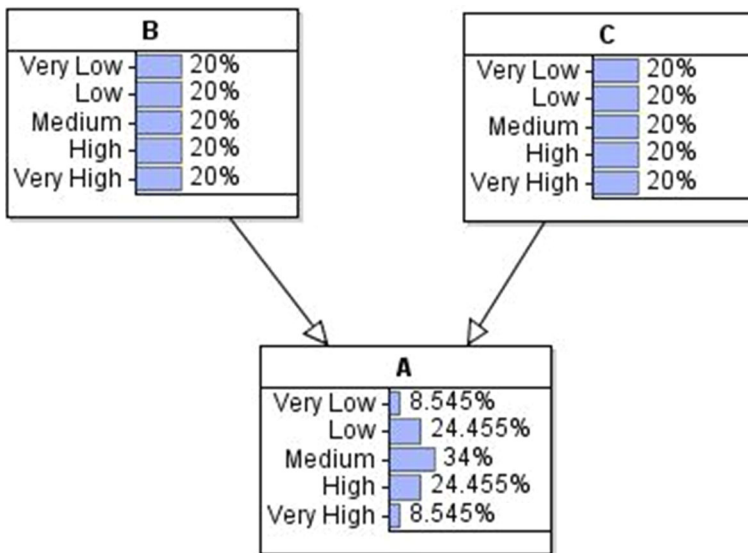 B
Very Low 20%
Low 20%
Medium 20%
High 20%
Very High 20%
C
Very Low 20%
Low 20%
Medium 20%
High 20%
Very High 20%
A
Very Low 8.545%
Low 24.455%
Medium 34%
High 24.455%
Very High 8.545%